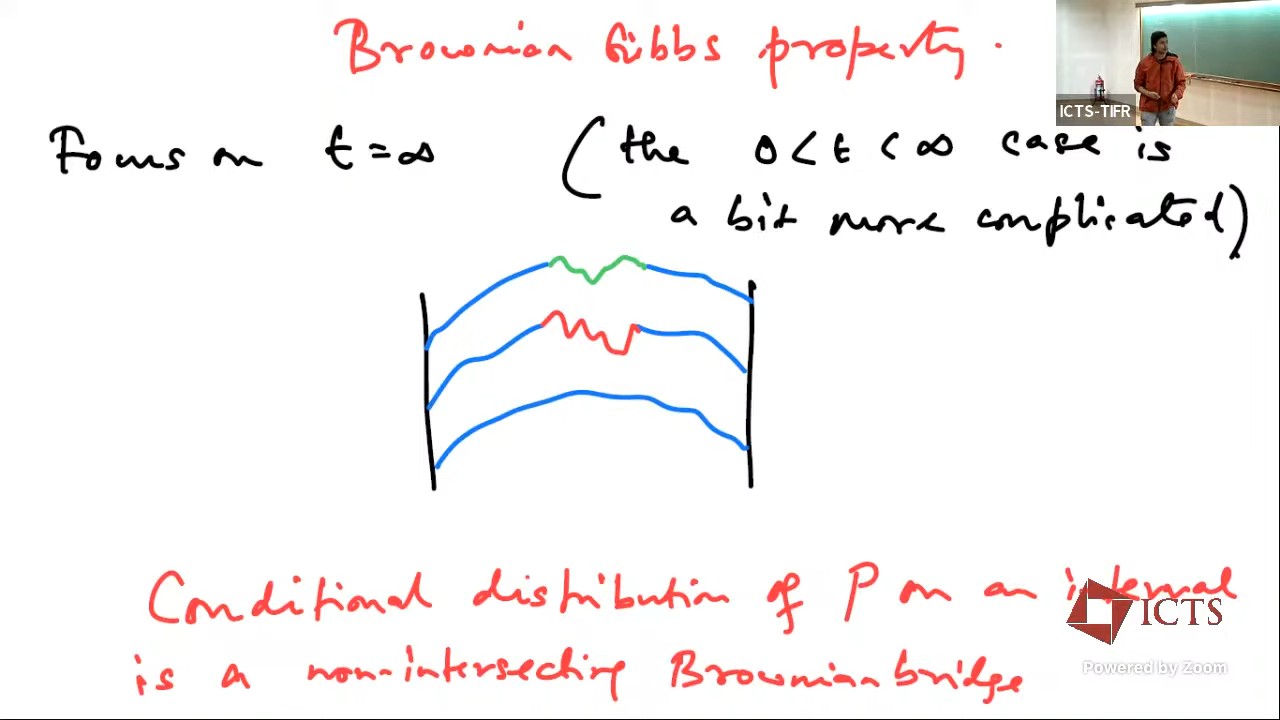 Brownian Gibbs property.
ICTS-TIFR
Focus on t=∞ (the 0<t<∞ case is
a bit more complicated)
Conditional distribution of P on an interval
ICTS
is a non-intersecting Brownian bridge
Powered by Zoom